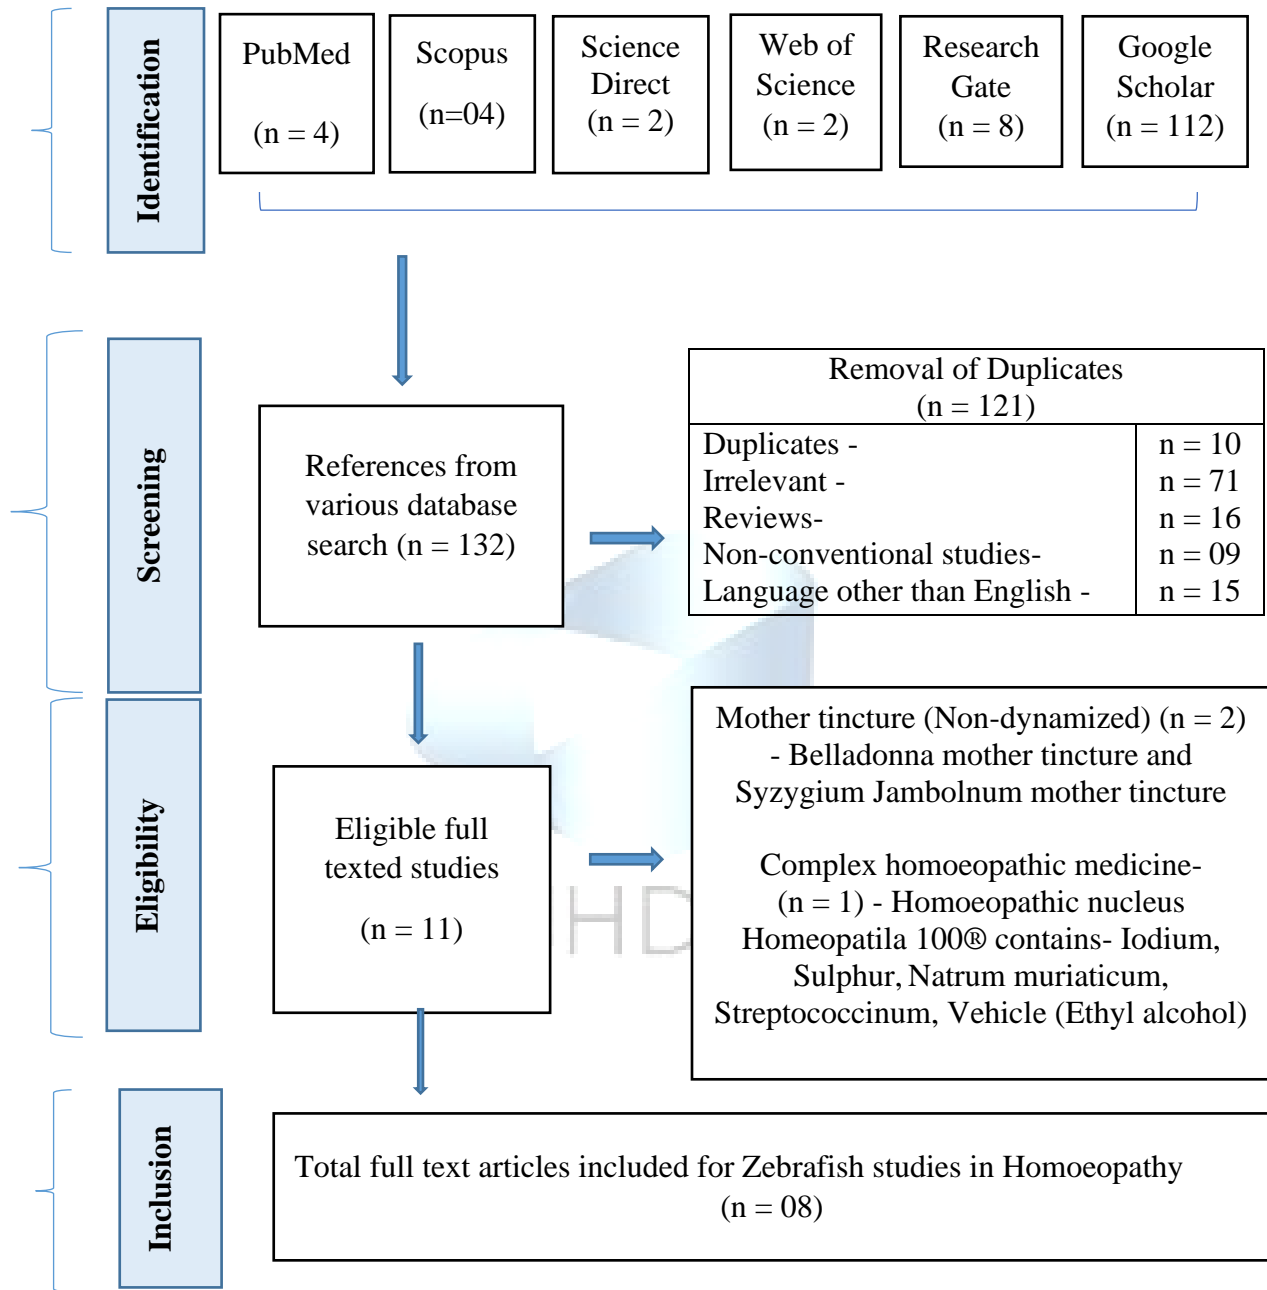 Identification
PubMed
(n = 4)
Scopus
(n=04)
Science
Direct
(n = 2)
Web of
Science
(n = 2)
Research
Gate
(n = 8)
Google
Scholar
(n = 112)
Screening
References from
various database
search (n = 132)
Removal of Duplicates
(n = 121)
Duplicates - n = 10
Irrelevant - n = 71
Reviews- n = 16
Non-conventional studies- n = 09
Language other than English - n = 15
Eligibility
Eligible full
texted studies
(n = 11)
Mother tincture (Non-dynamized) (n = 2)
- Belladonna mother tincture and
Syzygium Jambolnum mother tincture
Complex homoeopathic medicine-
(n = 1) - Homoeopathic nucleus
Homeopatila 100® contains- Iodium,
Sulphur, Natrum muriaticum,
Streptococcinum, Vehicle (Ethyl alcohol)
Inclusion
Total full text articles included for Zebrafish studies in Homoeopathy
(n = 08)